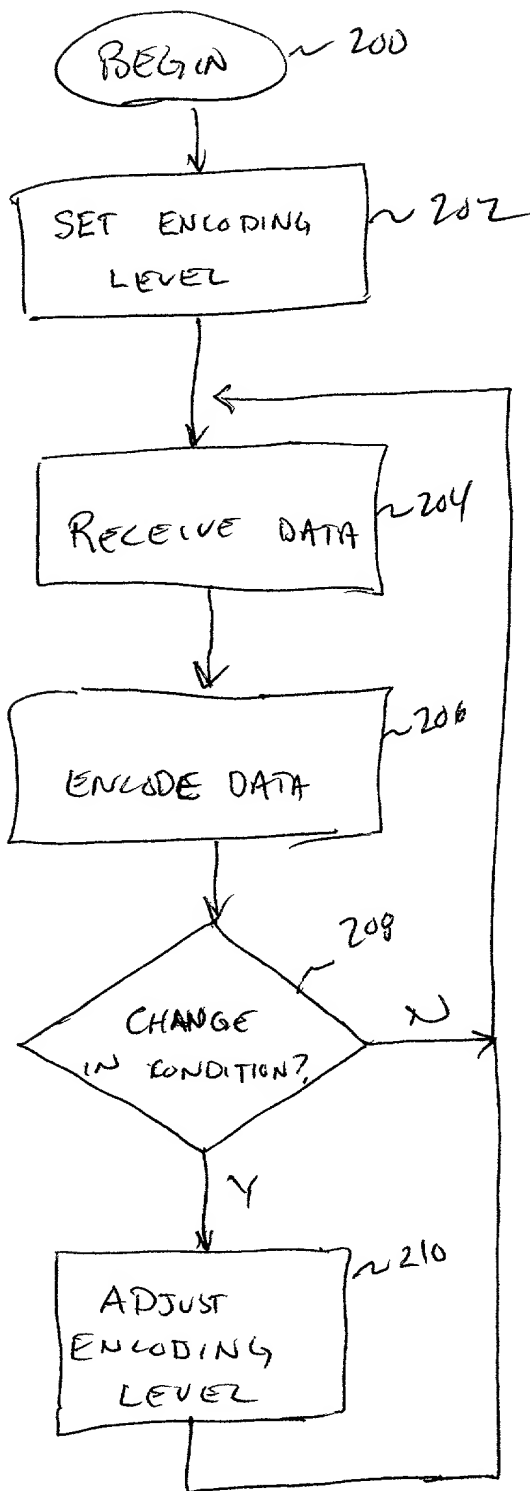 BEGIN
200
SET ENCODING
LEVEL
202
RECEIVE DATA
204
ENCODE DATA
206
CHANGE
IN CONDITION?
208
N
Y
ADJUST
ENCODING
LEVEL
210